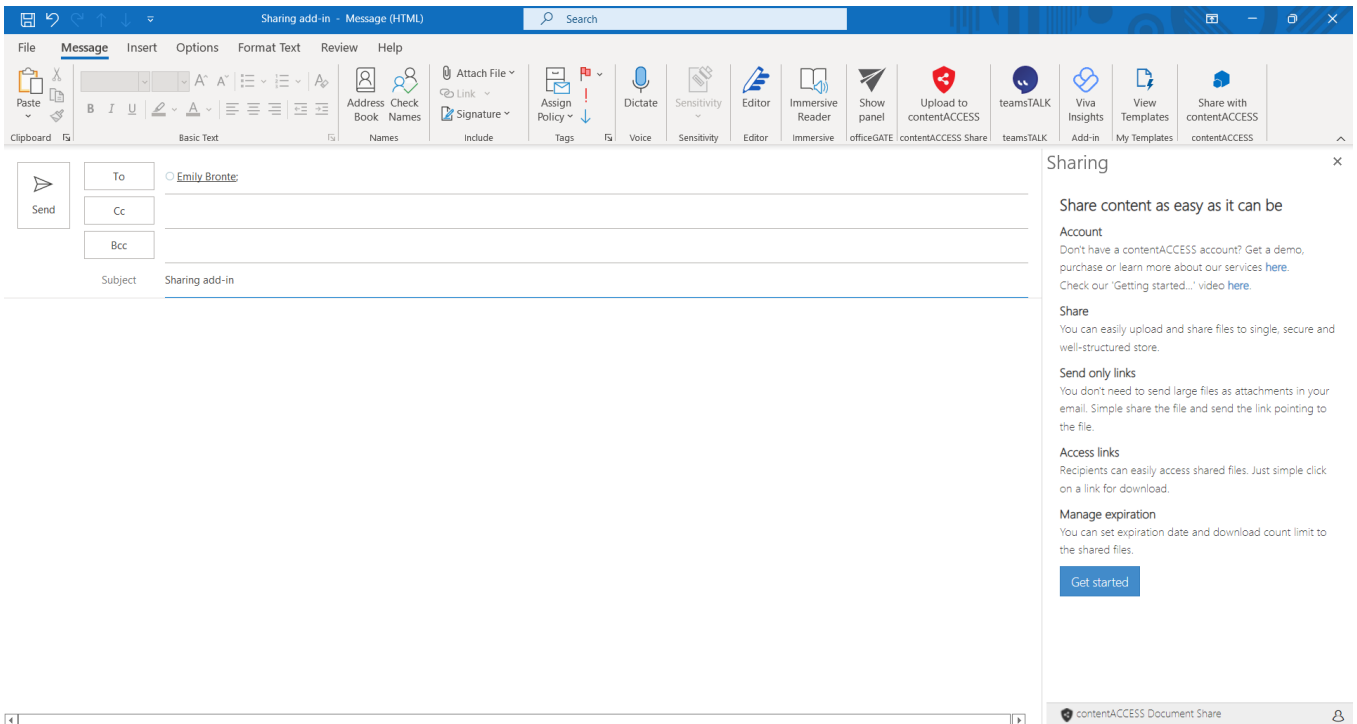 Sharing add-in - Message (HTML)
Search
File Message Insert Options Format Text Review Help
Paste
Clipboard
B I U A
Basic Text
Address Book
Check Names
Names
Attach File
Link
Signature
Include
Assign Policy
Tags
Dictate
Voice
Sensitivity
Sensitivity
Editor
Editor
Immersive Reader
Immersive
Show panel
officeGATE
Upload to contentACCESS
contentACCESS Share
teamsTALK
teamsTALK
Viva Insights
Add-in
View Templates
My Templates
Share with contentACCESS
contentACCESS
Send
To Emily Bronte;
Cc
Bcc
Subject Sharing add-in
Sharing
Share content as easy as it can be
Account
Don't have a contentACCESS account? Get a demo,
purchase or learn more about our services here.
Check our 'Getting started...' video here.
Share
You can easily upload and share files to single, secure and
well-structured store.
Send only links
You don't need to send large files as attachments in your
email. Simple share the file and send the link pointing to
the file.
Access links
Recipients can easily access shared files. Just simple click
on a link for download.
Manage expiration
You can set expiration date and download count limit to
the shared files.
Get started
contentACCESS Document Share